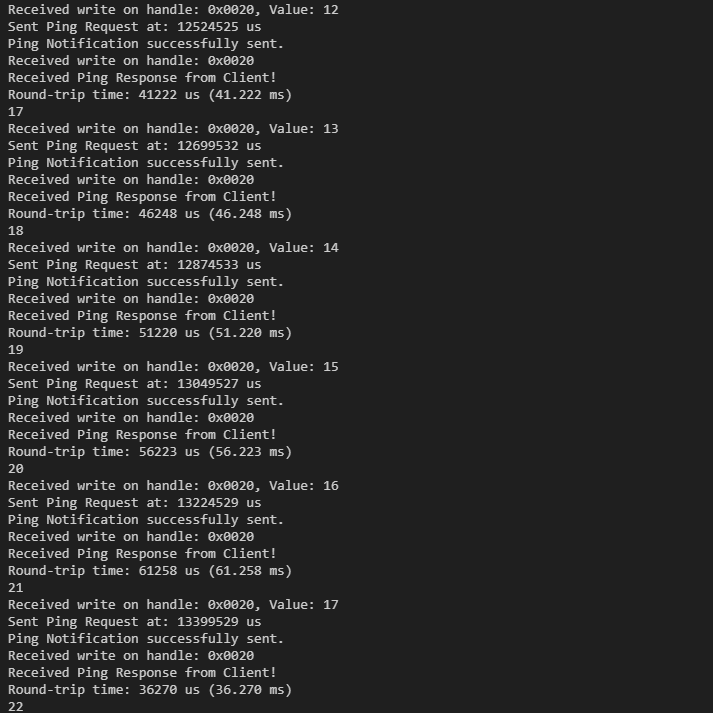 Received write on handle: 0x0020, Value: 12
Sent Ping Request at: 12524525 us
Ping Notification successfully sent.
Received write on handle: 0x0020
Received Ping Response from Client!
Round-trip time: 41222 us (41.222 ms)
17
Received write on handle: 0x0020, Value: 13
Sent Ping Request at: 12699532 us
Ping Notification successfully sent.
Received write on handle: 0x0020
Received Ping Response from Client!
Round-trip time: 46248 us (46.248 ms)
18
Received write on handle: 0x0020, Value: 14
Sent Ping Request at: 12874533 us
Ping Notification successfully sent.
Received write on handle: 0x0020
Received Ping Response from Client!
Round-trip time: 51220 us (51.220 ms)
19
Received write on handle: 0x0020, Value: 15
Sent Ping Request at: 13049527 us
Ping Notification successfully sent.
Received write on handle: 0x0020
Received Ping Response from Client!
Round-trip time: 56223 us (56.223 ms)
20
Received write on handle: 0x0020, Value: 16
Sent Ping Request at: 13224529 us
Ping Notification successfully sent.
Received write on handle: 0x0020
Received Ping Response from Client!
Round-trip time: 61258 us (61.258 ms)
21
Received write on handle: 0x0020, Value: 17
Sent Ping Request at: 13399529 us
Ping Notification successfully sent.
Received write on handle: 0x0020
Received Ping Response from Client!
Round-trip time: 36270 us (36.270 ms)
22